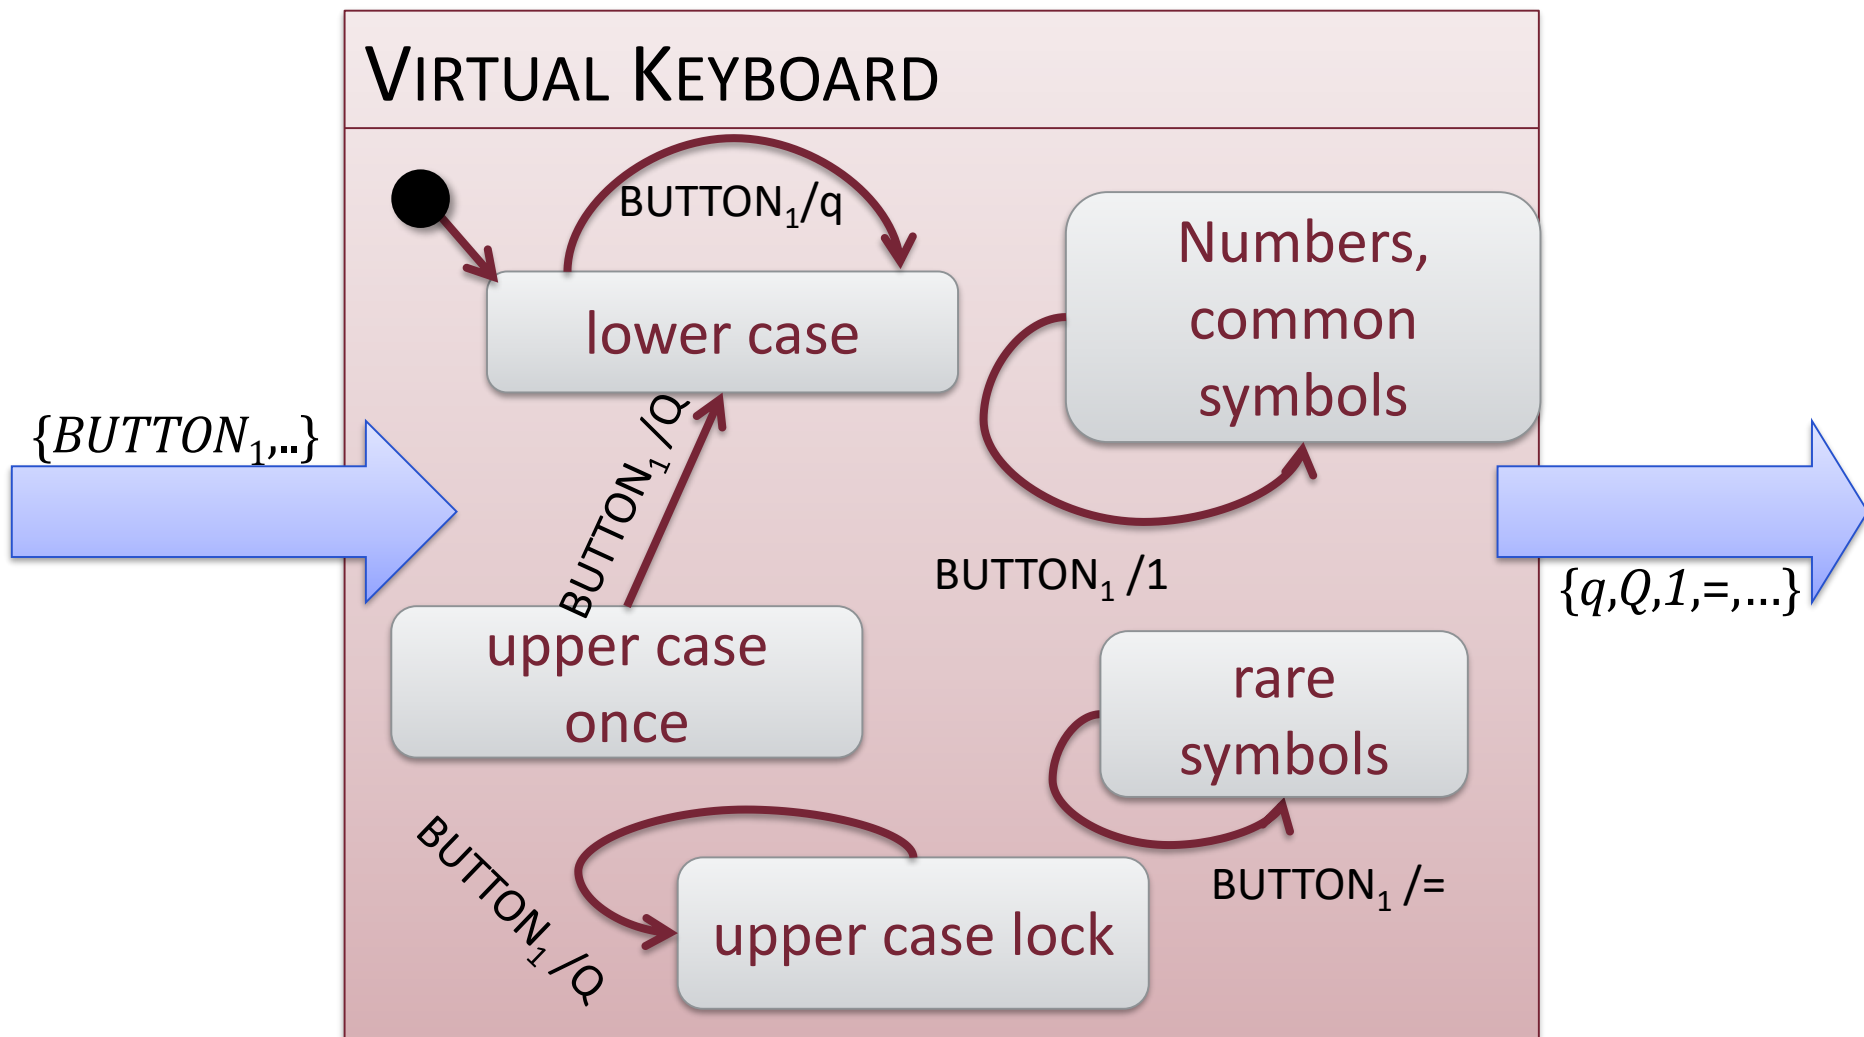 VIRTUAL KEYBOARD
BUTTON₁/q
Numbers,
common
symbols
lower case
{BUTTON₁,..}
BUTTON₁ /Q
BUTTON₁ /1
{q,Q,1,=,...}
upper case
once
rare
symbols
BUTTON₁ /Q
BUTTON₁ /=
upper case lock